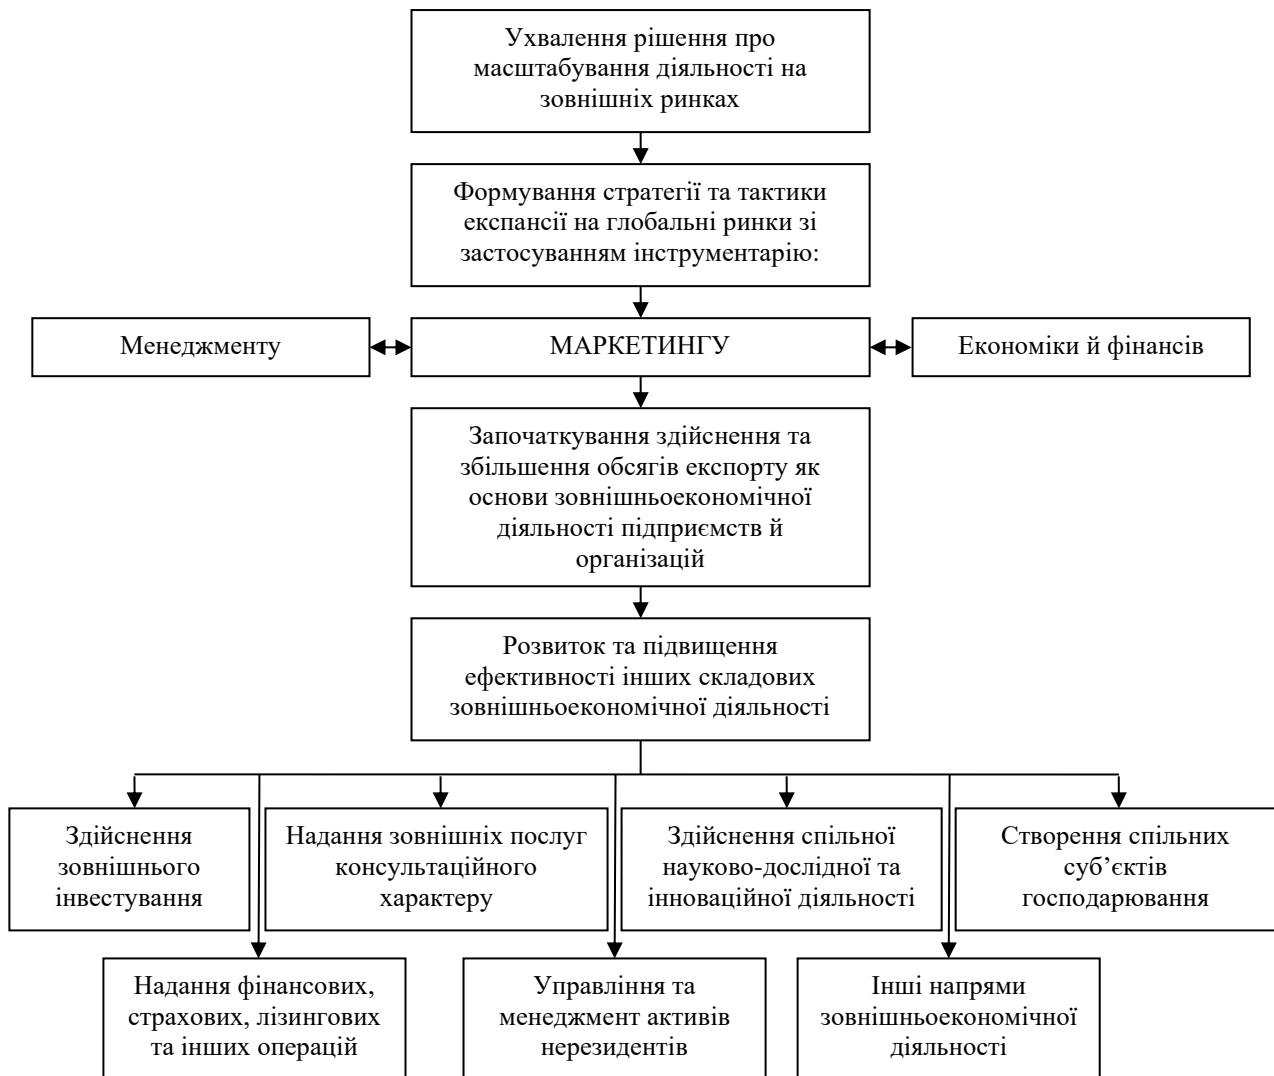 Ухвалення рішення про
масштабування діяльності на
зовнішніх ринках
Формування стратегії та тактики
експансії на глобальні ринки зі
застосуванням інструментарію:
Менеджменту
МАРКЕТИНГУ
Економіки й фінансів
Започаткування здійснення та
збільшення обсягів експорту як
основи зовнішньоекономічної
діяльності підприємств й
організацій
Розвиток та підвищення
ефективності інших складових
зовнішньоекономічної діяльності
Здійснення
зовнішнього
інвестування
Надання зовнішніх послуг
консультаційного
характеру
Здійснення спільної
науково-дослідної та
інноваційної діяльності
Створення спільних
суб’єктів
господарювання
Надання фінансових,
страхових, лізингових
та інших операцій
Управління та
менеджмент активів
нерезидентів
Інші напрями
зовнішньоекономічної
діяльності